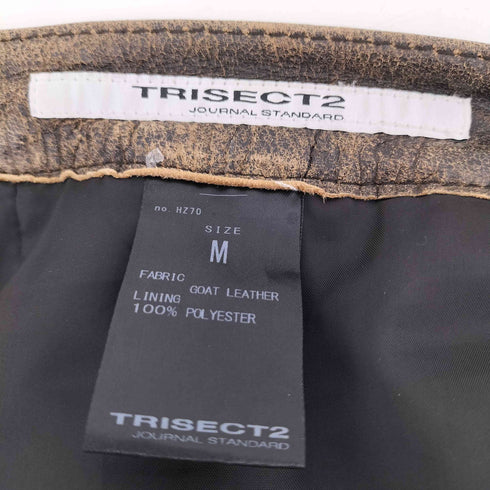 TRISECT2
JOURNAL STANDARD
no. HZ70
SIZE
M
FABRIC
GOAT LEATHER
LINING
100% POLYESTER
TRISECT2
JOURNAL STANDARD